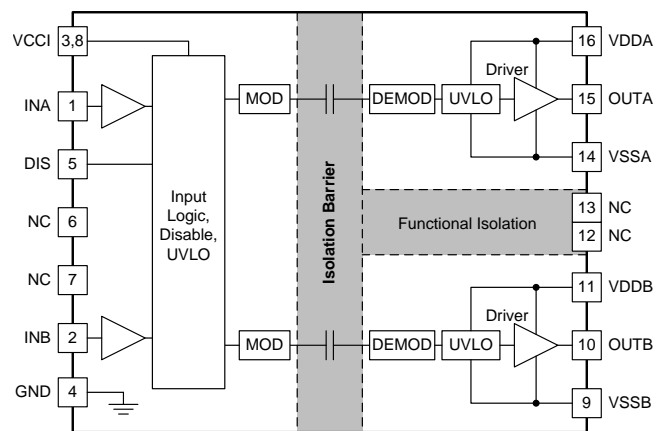 VCCI 3,8
INA 1
DIS 5
NC 6
NC 7
INB 2
GND 4
Input
Logic,
Disable,
UVLO
MOD
MOD
Isolation Barrier
DEMOD UVLO
Driver
16 VDDA
15 OUTA
14 VSSA
Functional Isolation
13 NC
12 NC
11 VDDB
DEMOD UVLO
Driver
10 OUTB
9 VSSB